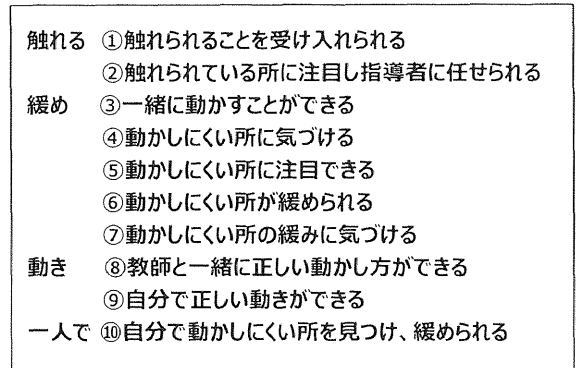 触れる ①触れられることを受け入れられる
②触れられている所に注目し指導者に任せられる
緩め ③一緒に動かすことができる
④動かしにくい所に気づける
⑤動かしにくい所に注目できる
⑥動かしにくい所が緩められる
⑦動かしにくい所の緩みに気づける
動き ⑧教師と一緒に正しい動かし方ができる
⑨自分で正しい動きができる
一人で ⑩自分で動かしにくい所を見つけ、緩められる